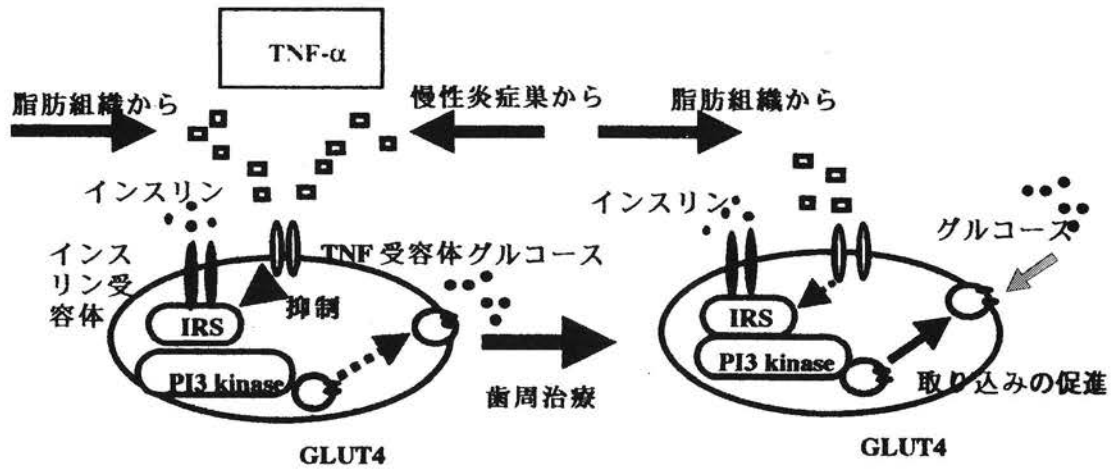 TNF-α
脂肪組織から
慢性炎症巣から
脂肪組織から
インスリン
インスリン
グルコース
インス
リン受
容体
TNF 受容体
グルコース
抑制
IRS
IRS
PI3 kinase
PI3 kinase
歯周治療
取り込みの促進
GLUT4
GLUT4